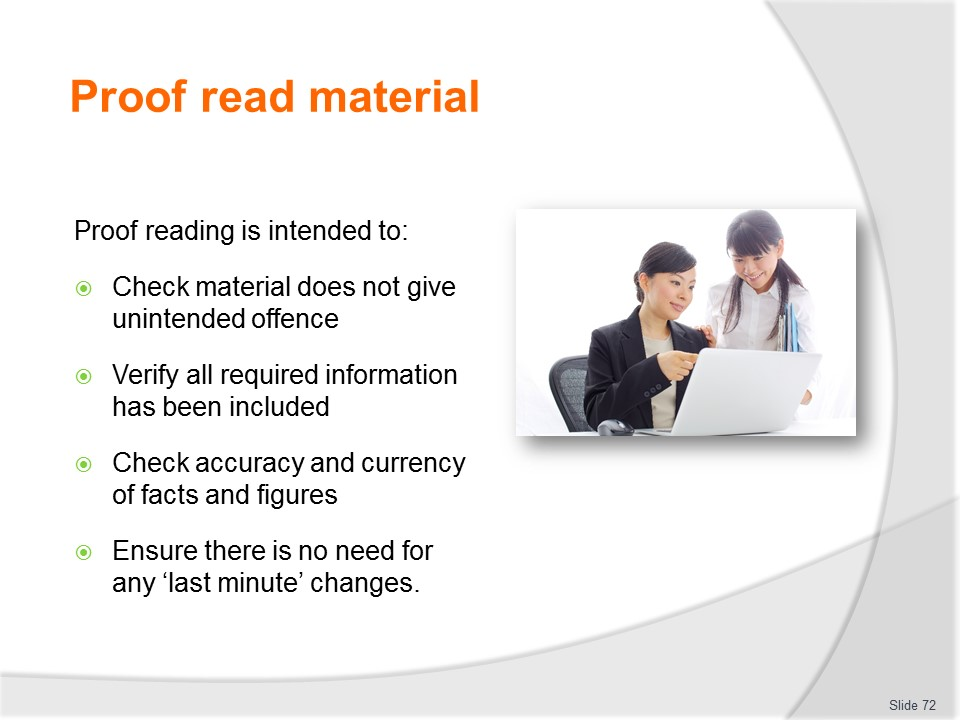 Proof read material
Proof reading is intended to:
Check material does not give
unintended offence
Verify all required information
has been included
Check accuracy and currency
of facts and figures
Ensure there is no need for
any ‘last minute’ changes.
Slide 72